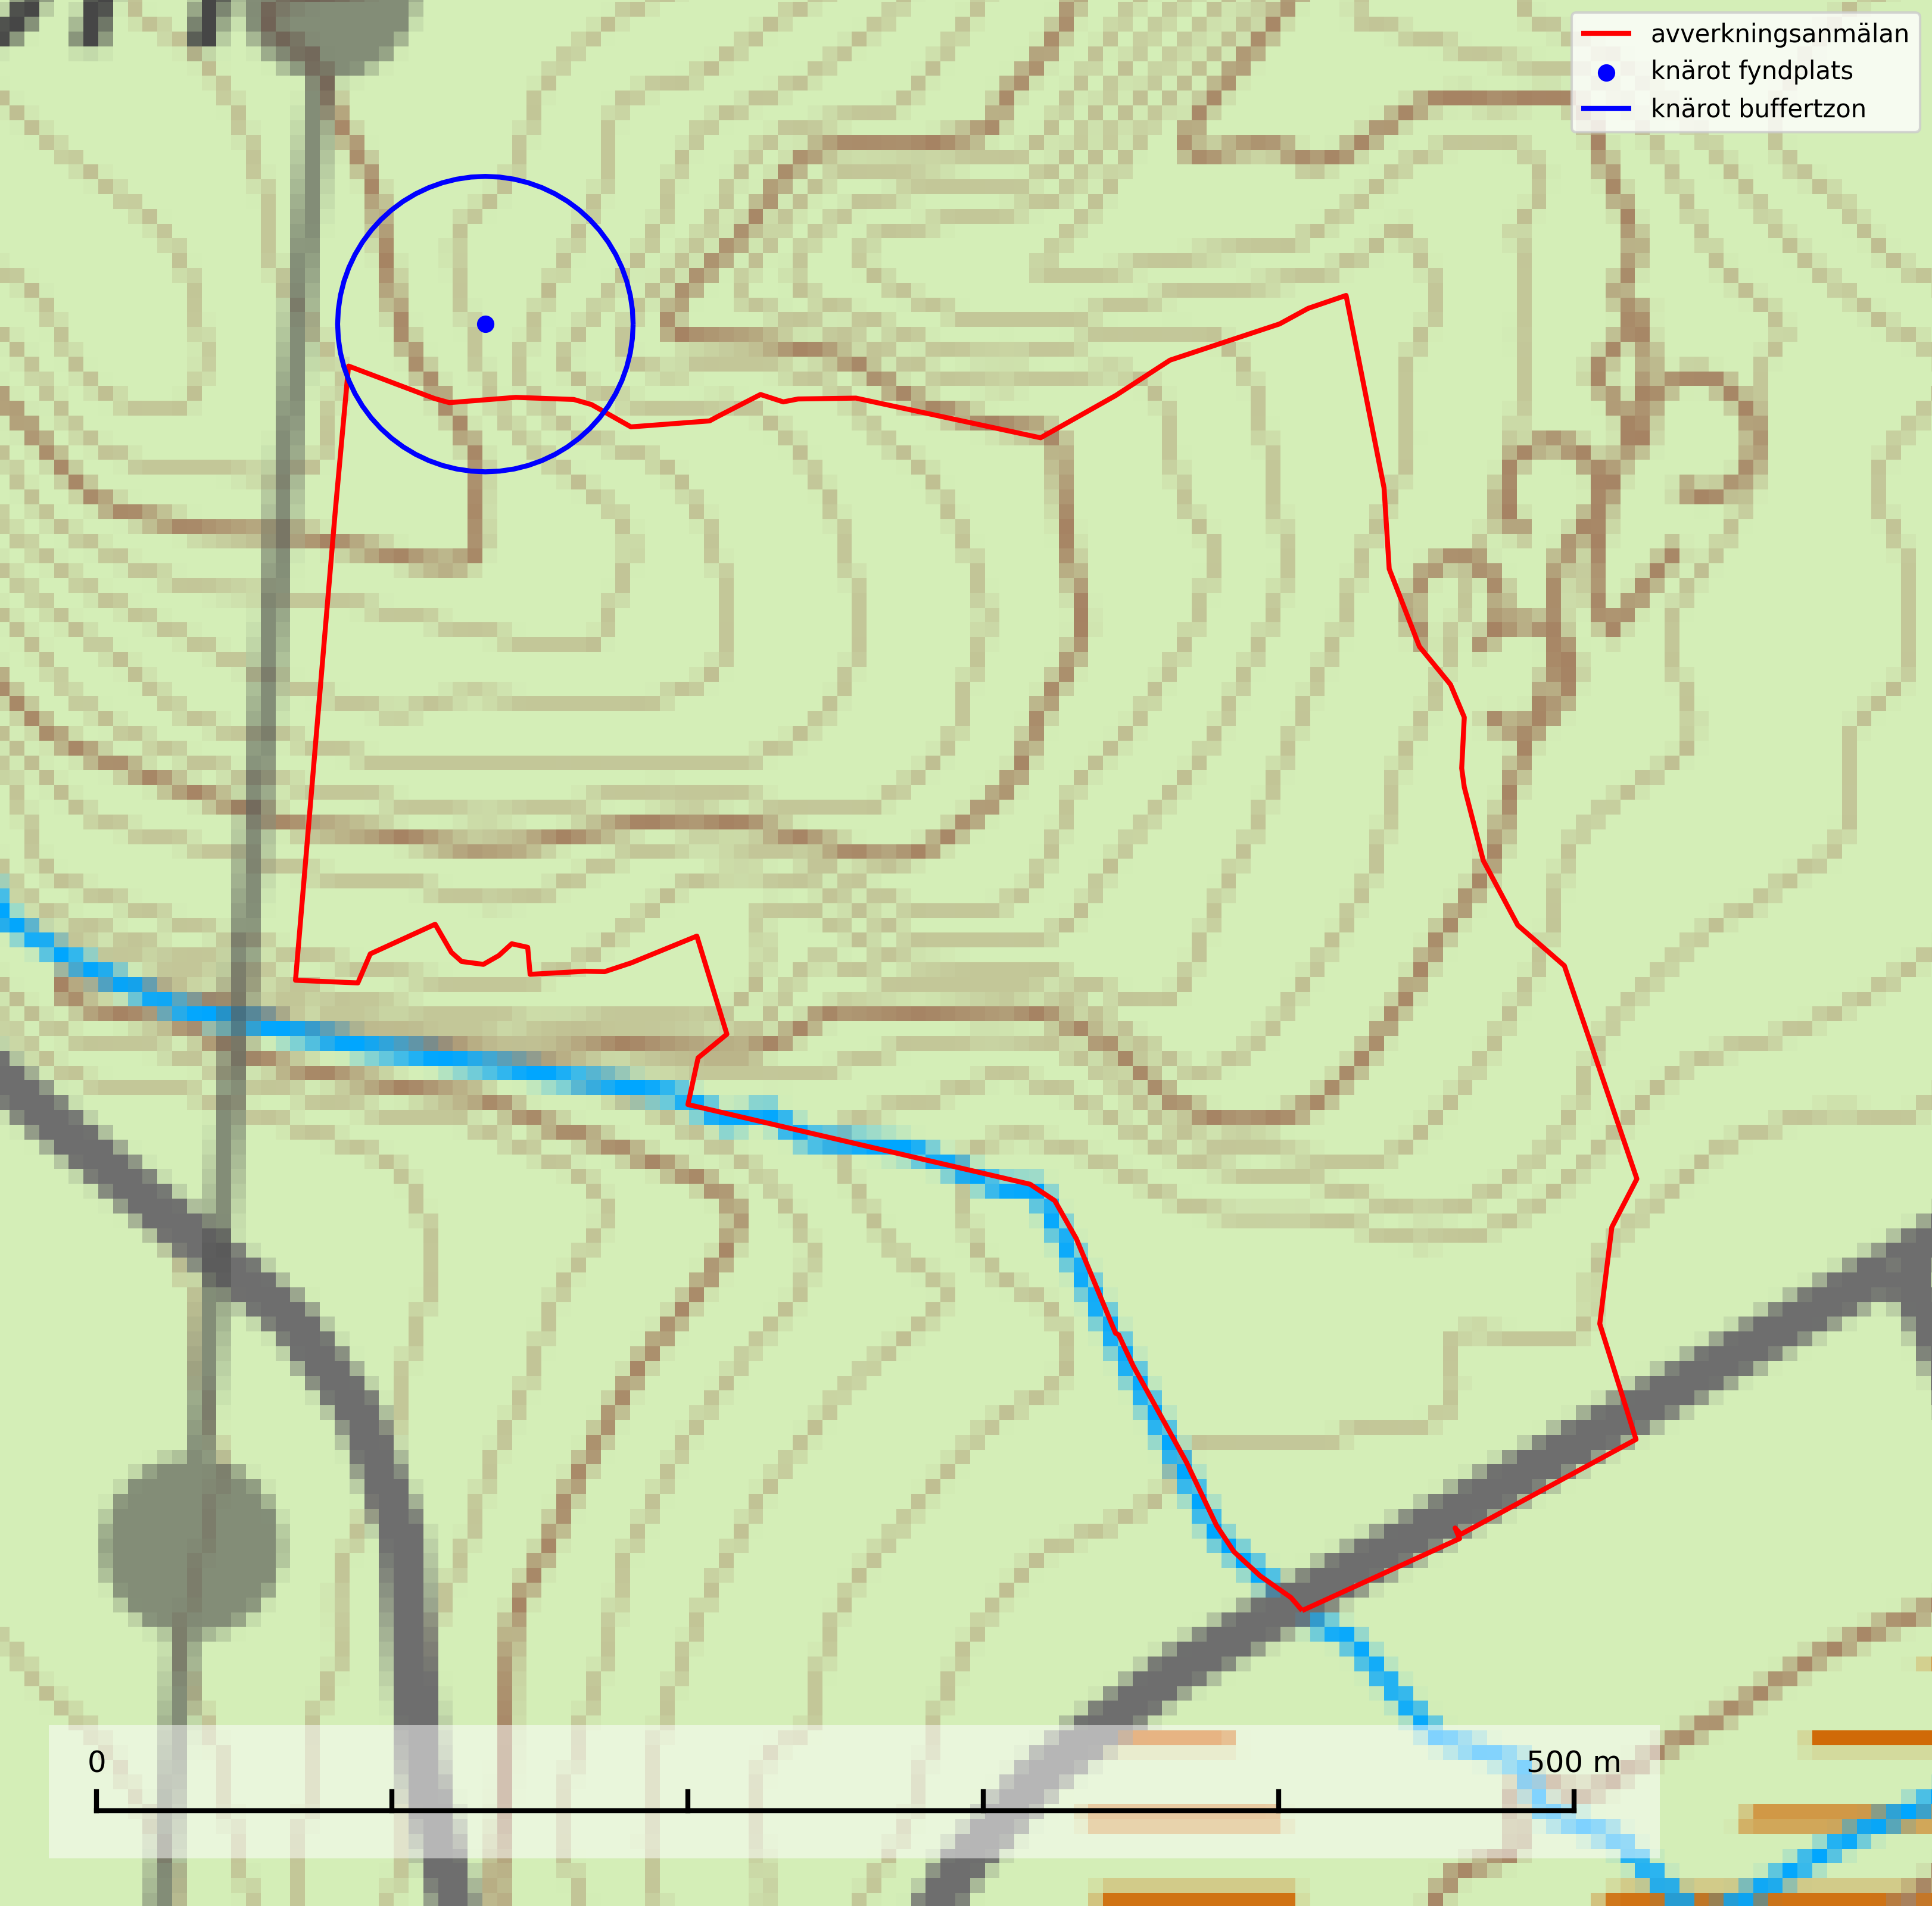 avverkningsanmälan
knärot fyndplats
knärot buffertzon
0
500 m